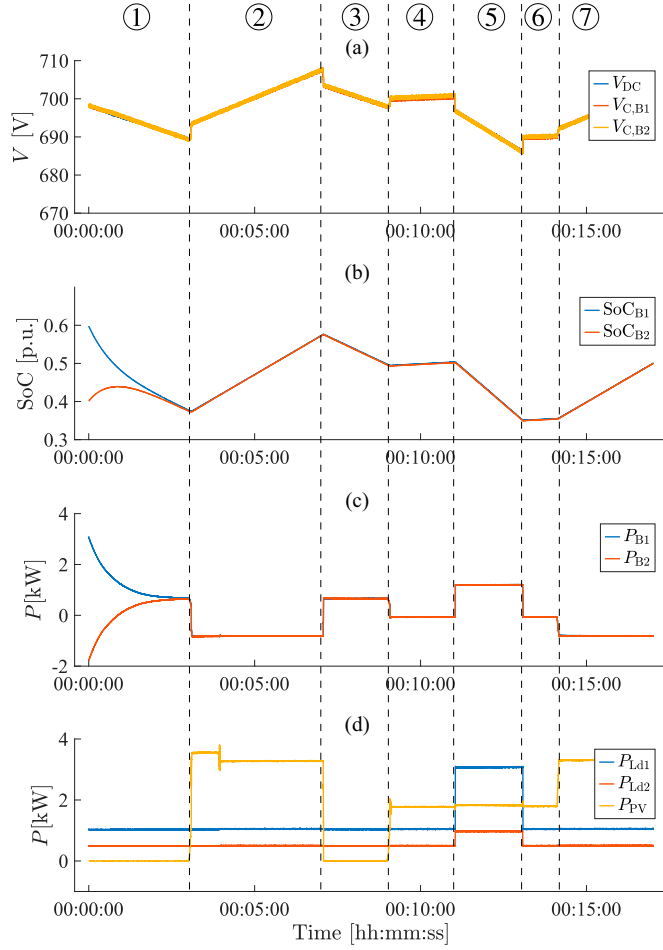 ① ② ③ ④ ⑤ ⑥ ⑦
(a)
V [V]
710
700
690
680
670
V_DC
V_C,B1
V_C,B2
00:00:00 00:05:00 00:10:00 00:15:00
(b)
SoC [p.u.]
0.6
0.5
0.4
0.3
SoC_B1
SoC_B2
00:00:00 00:05:00 00:10:00 00:15:00
(c)
P[kW]
4
2
0
-2
P_B1
P_B2
00:00:00 00:05:00 00:10:00 00:15:00
(d)
P[kW]
4
2
0
P_Ld1
P_Ld2
P_PV
00:00:00 00:05:00 00:10:00 00:15:00
Time [hh:mm:ss]